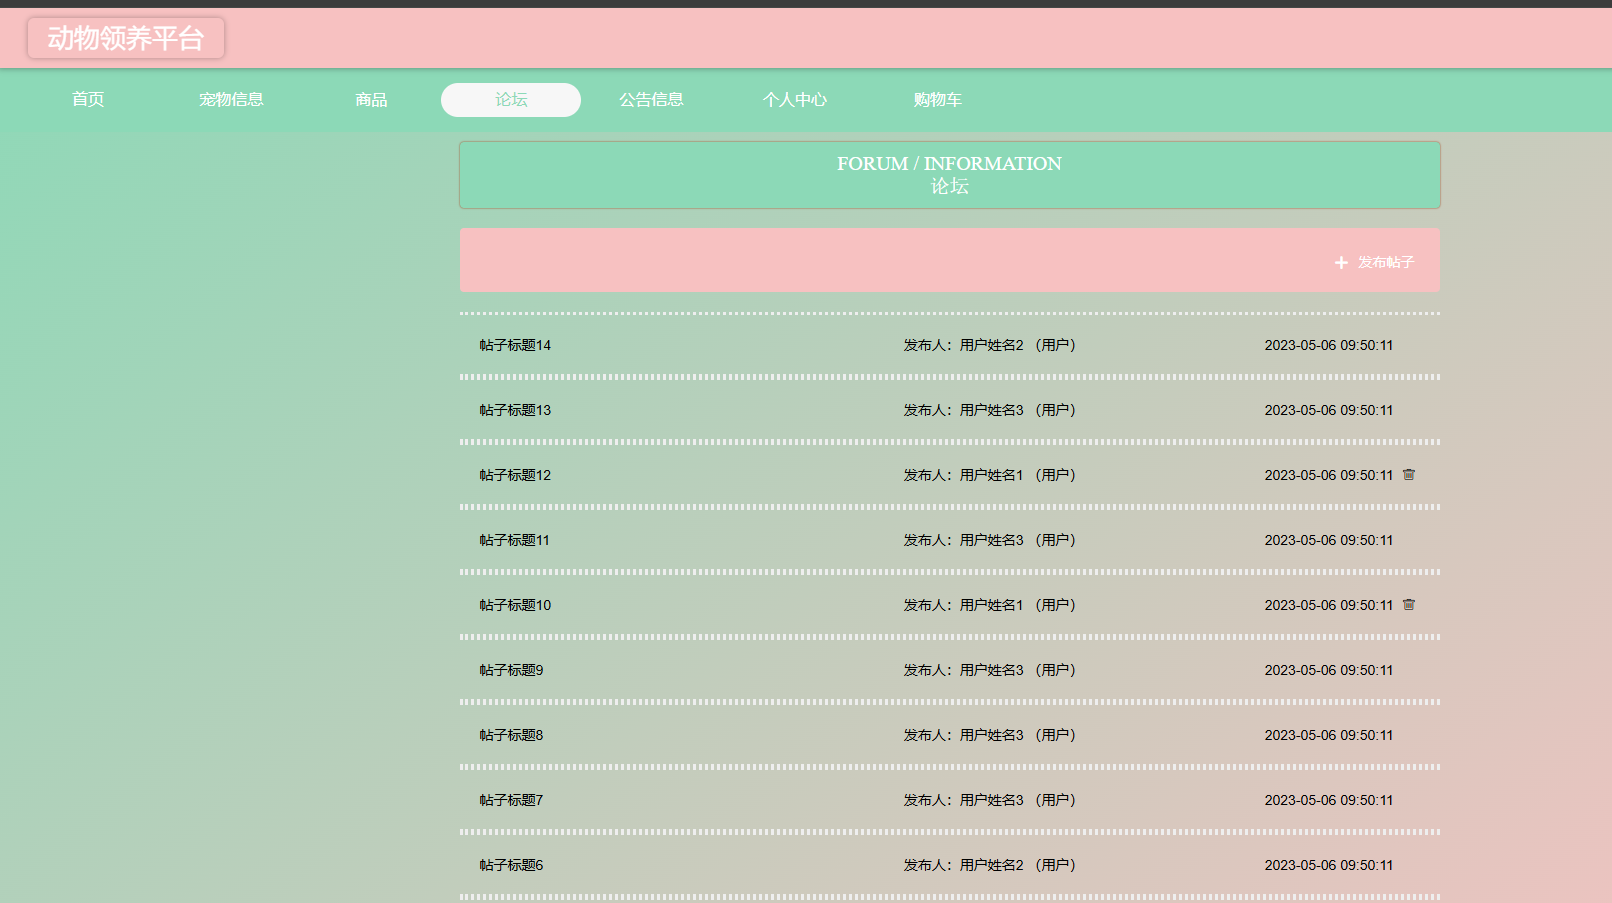 动物领养平台
首页 宠物信息 商品 论坛 公告信息 个人中心 购物车
FORUM / INFORMATION
论坛
+ 发布帖子
帖子标题14 发布人：用户姓名2 （用户） 2023-05-06 09:50:11
帖子标题13 发布人：用户姓名3 （用户） 2023-05-06 09:50:11
帖子标题12 发布人：用户姓名1 （用户） 2023-05-06 09:50:11
帖子标题11 发布人：用户姓名3 （用户） 2023-05-06 09:50:11
帖子标题10 发布人：用户姓名1 （用户） 2023-05-06 09:50:11
帖子标题9 发布人：用户姓名3 （用户） 2023-05-06 09:50:11
帖子标题8 发布人：用户姓名3 （用户） 2023-05-06 09:50:11
帖子标题7 发布人：用户姓名3 （用户） 2023-05-06 09:50:11
帖子标题6 发布人：用户姓名2 （用户） 2023-05-06 09:50:11